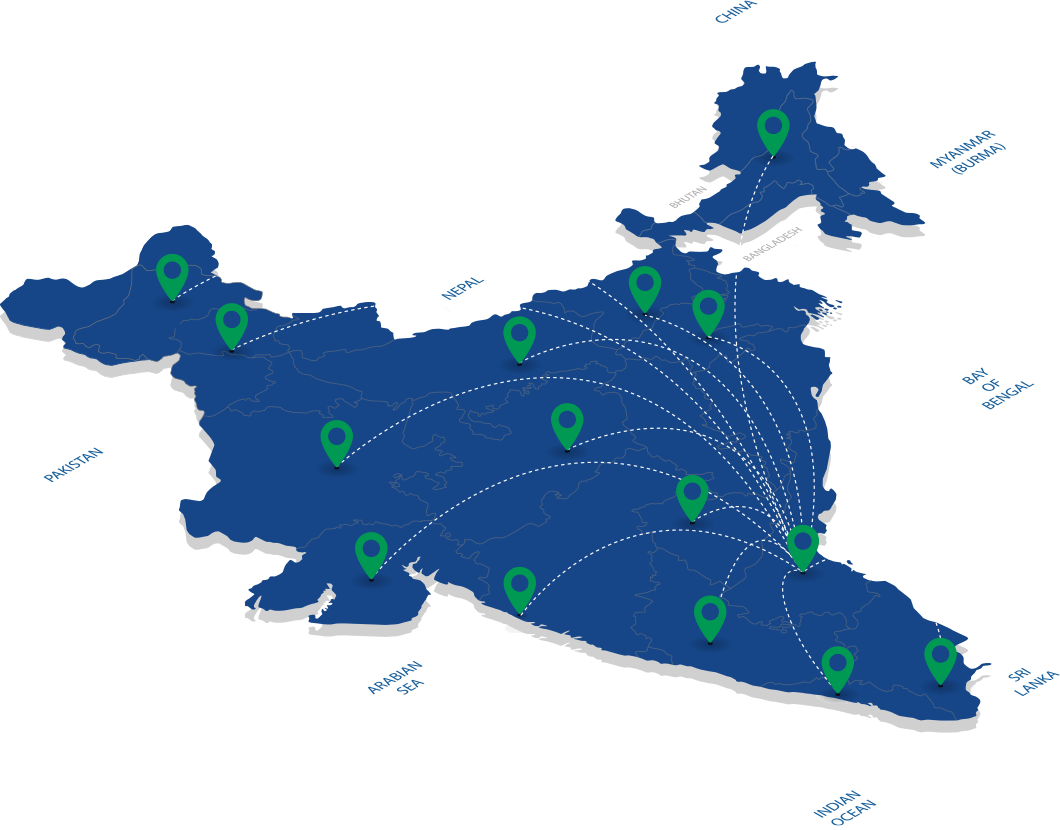 CHINA
MYANMAR
(BURMA)
BHUTAN
BANGLADESH
NEPAL
BAY
OF
BENGAL
PAKISTAN
ARABIAN
SEA
SRI
LANKA
INDIAN
OCEAN